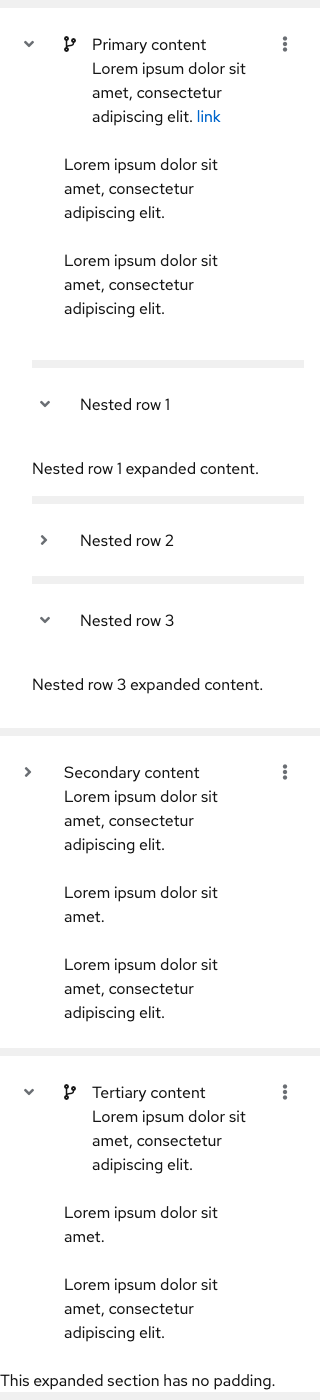 Primary content
Lorem ipsum dolor sit
amet, consectetur
adipiscing elit. link
Lorem ipsum dolor sit
amet, consectetur
adipiscing elit.
Lorem ipsum dolor sit
amet, consectetur
adipiscing elit.
Nested row 1
Nested row 1 expanded content.
Nested row 2
Nested row 3
Nested row 3 expanded content.
Secondary content
Lorem ipsum dolor sit
amet, consectetur
adipiscing elit.
Lorem ipsum dolor sit
amet.
Lorem ipsum dolor sit
amet, consectetur
adipiscing elit.
Tertiary content
Lorem ipsum dolor sit
amet, consectetur
adipiscing elit.
Lorem ipsum dolor sit
amet.
Lorem ipsum dolor sit
amet, consectetur
adipiscing elit.
This expanded section has no padding.